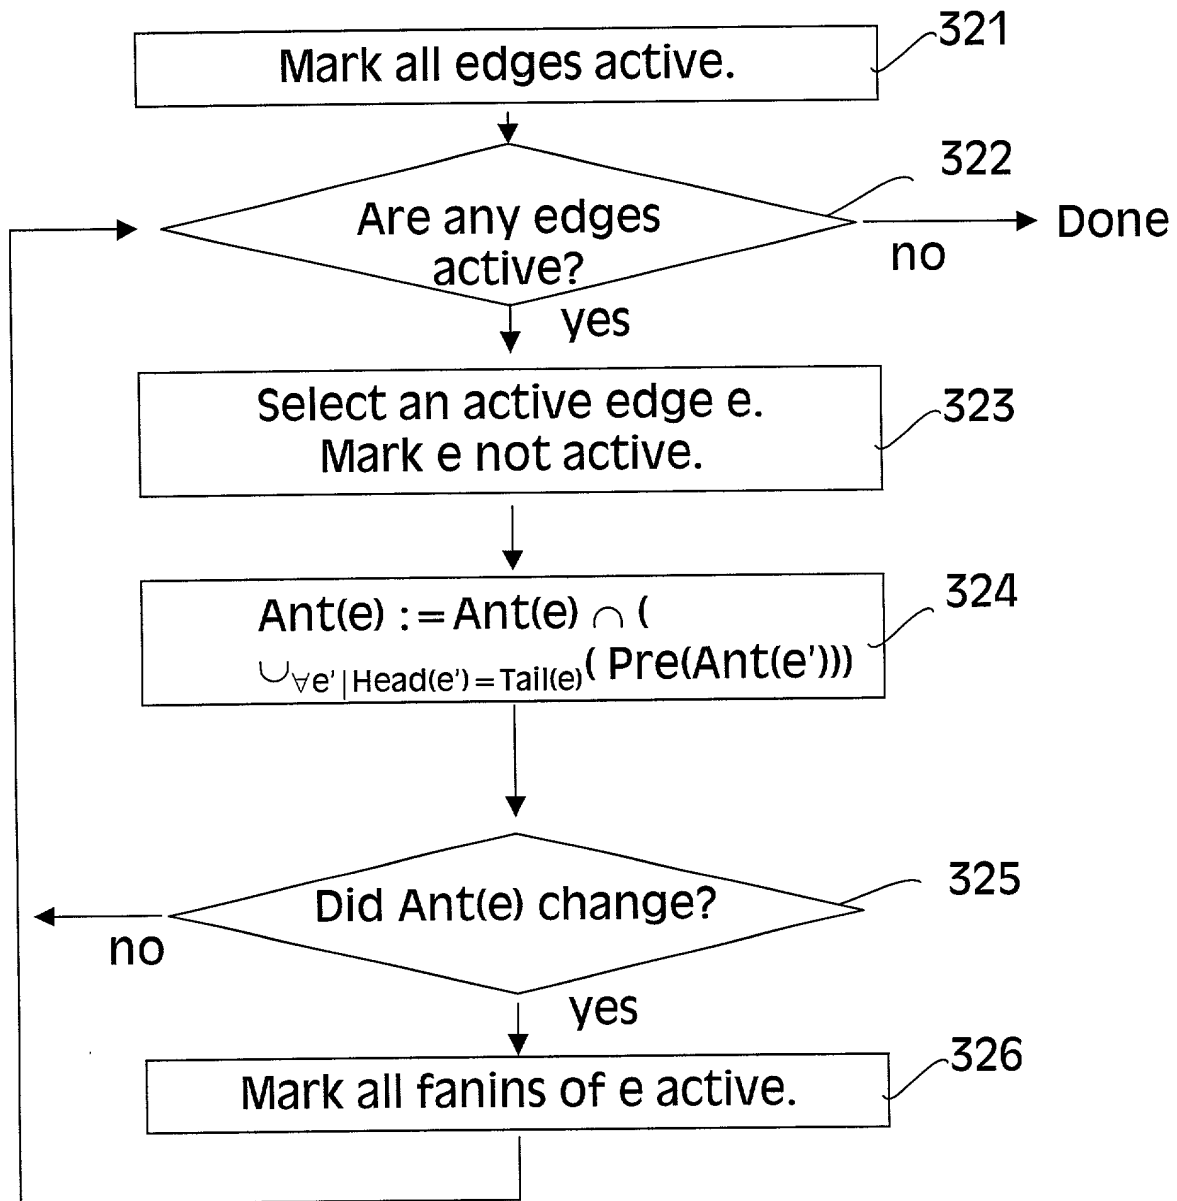 321
Mark all edges active.
322
Are any edges
active?
Done
no
yes
Select an active edge e.
Mark e not active.
323
324
Ant(e) := Ant(e) ∩ (
∪∀e'|Head(e')=Tail(e)( Pre(Ant(e')))
325
Did Ant(e) change?
no
yes
326
Mark all fanins of e active.